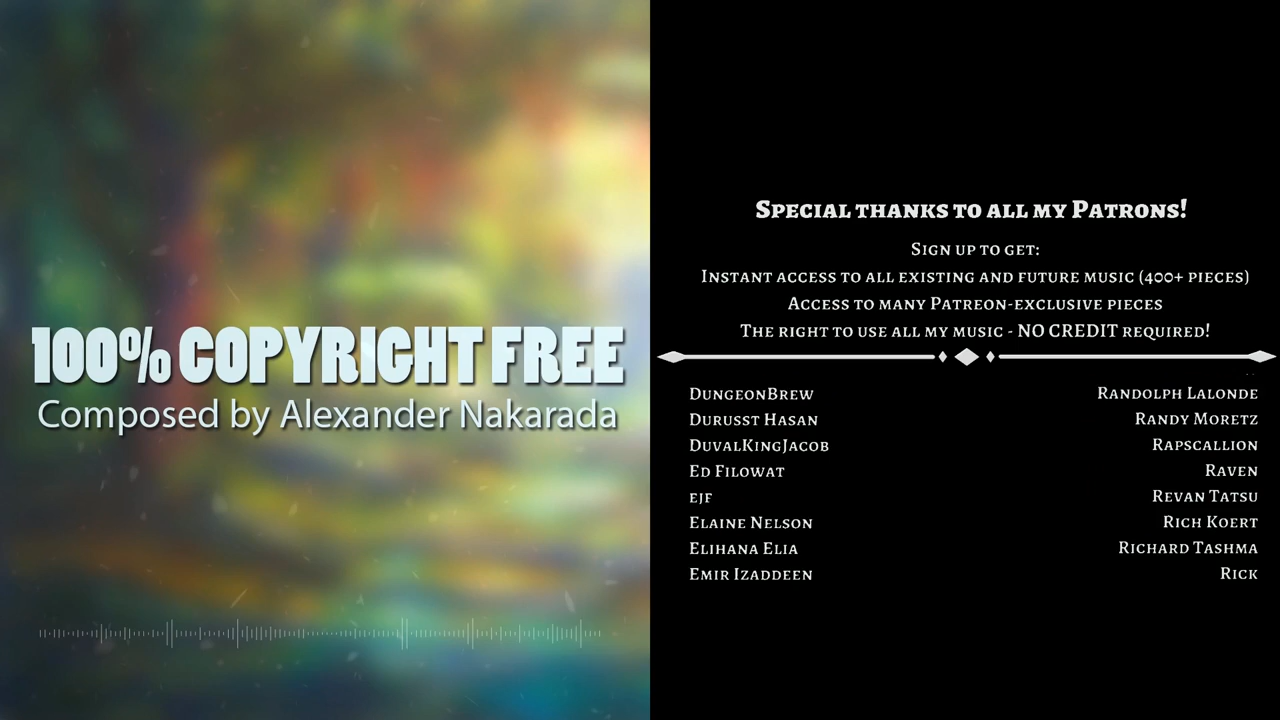 100% COPYRIGHT FREE
Composed by Alexander Nakarada
Special thanks to all my Patrons!
Sign up to get:
Instant access to all existing and future music (400+ pieces)
Access to many Patreon-exclusive pieces
The right to use all my music - NO CREDIT required!
DungeonBrew
Durusst Hasan
DuvalKingJacob
Ed Filowat
ejf
Elaine Nelson
Elihana Elia
Emir Izaddeen
Randolph Lalonde
Randy Moretz
Rapscallion
Raven
Revan Tatsu
Rich Koert
Richard Tashma
Rick